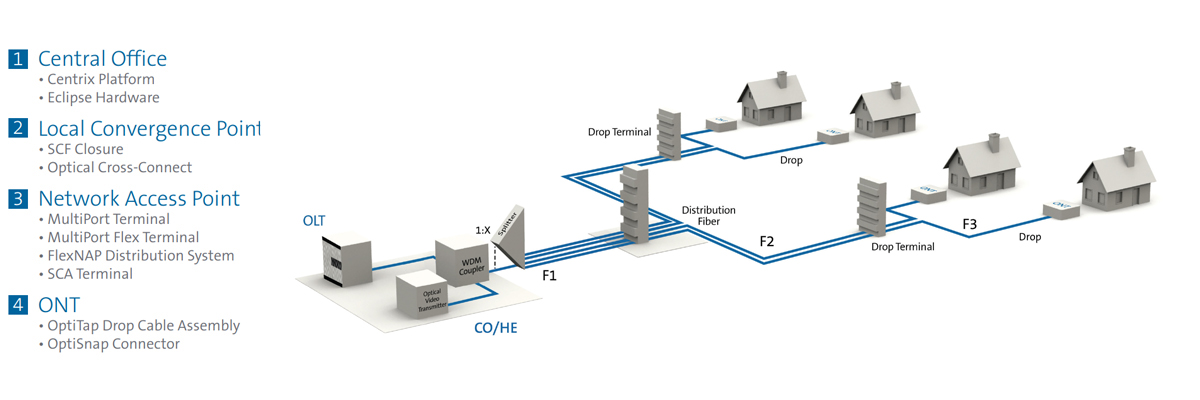 1 Central Office
• Centrix Platform
• Eclipse Hardware
2 Local Convergence Point
• SCF Closure
• Optical Cross-Connect
3 Network Access Point
• MultiPort Terminal
• MultiPort Flex Terminal
• FlexNAP Distribution System
• SCA Terminal
4 ONT
• OptiTap Drop Cable Assembly
• OptiSnap Connector
OLT
WDM
Coupler
Optical
Video
Transmitter
CO/HE
1:X
Splitter
F1
Drop Terminal
Drop
Distribution
Fiber
F2
Drop Terminal
ONT
F3
Drop
ONT